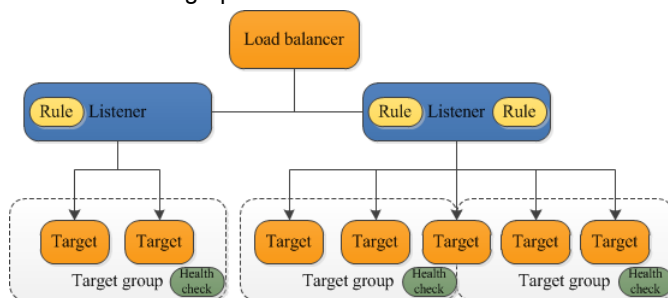 Load balancer
Rule Listener
Rule Listener Rule
Target Target
Target Target Target Target Target
Target group Health check
Target group Health check
Target group Health check